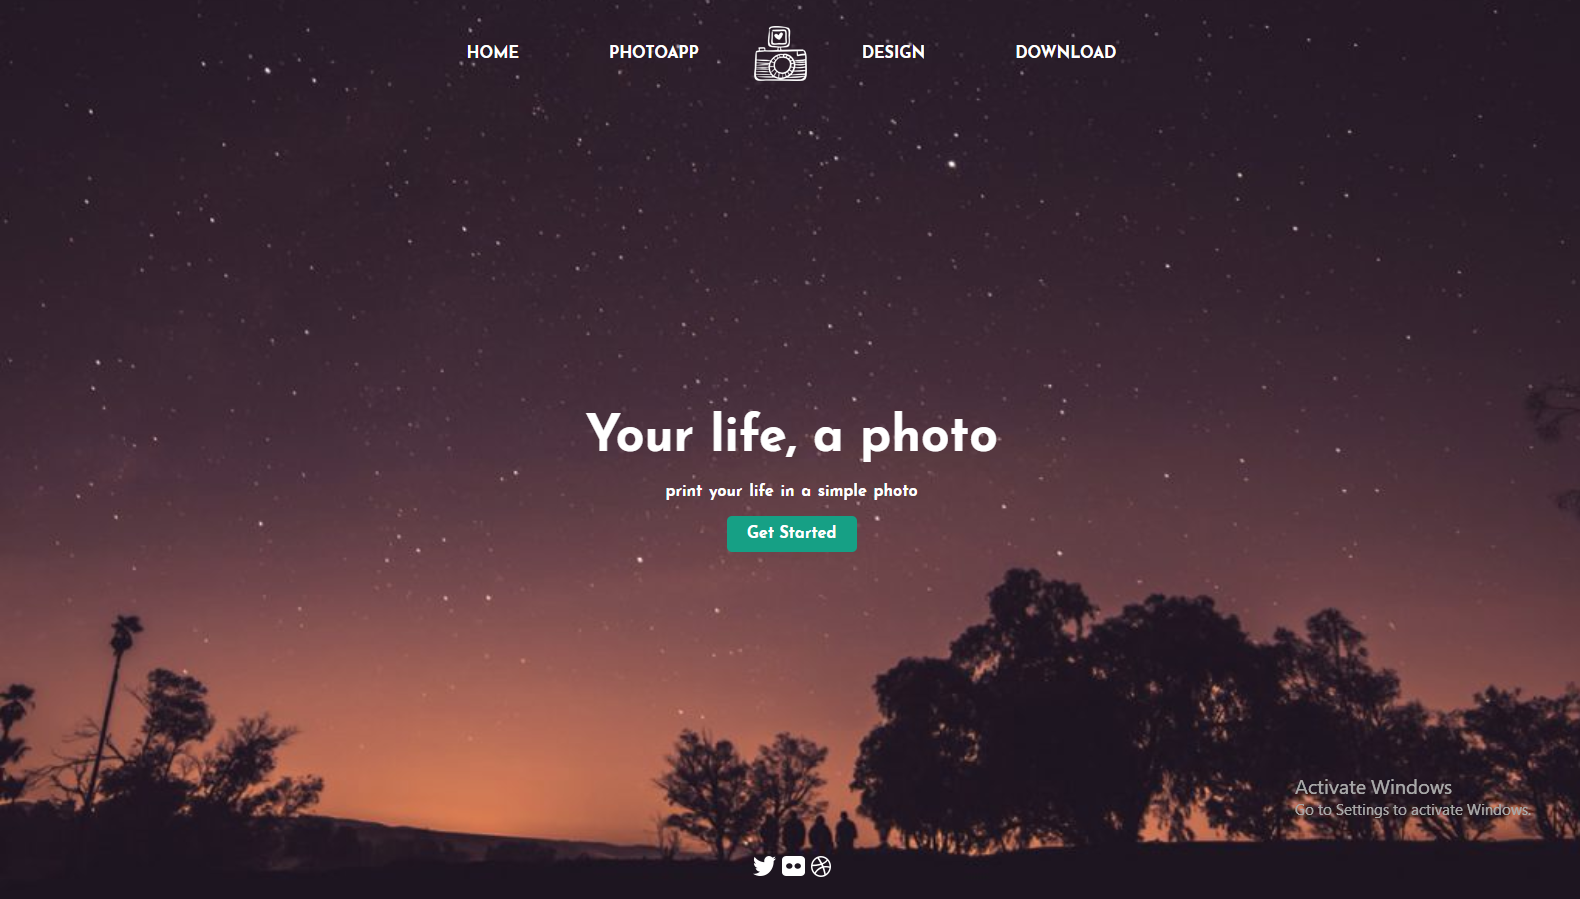 HOME PHOTOAPP DESIGN DOWNLOAD
Your life, a photo
print your life in a simple photo
Get Started
Activate Windows
Go to Settings to activate Windows.